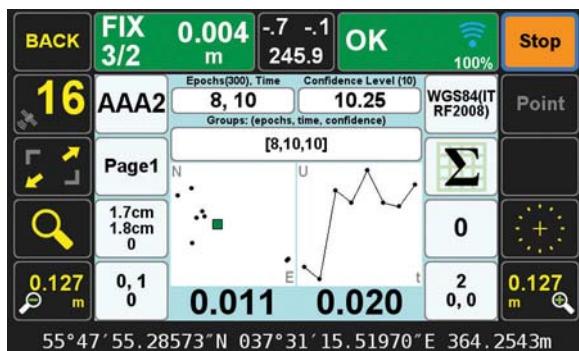 BACK
FIX
3/2
0.004
m
-.7 -.1
245.9
OK
100%
Stop
16
AAA2
Epochs(300), Time
8, 10
Confidence Level (10)
10.25
Groups: (epochs, time, confidence)
[8,10,10]
WGS84(IT
RF2008)
Point
Page1
N
U
Σ
1.7cm
1.8cm
0
0
0.127
m
0, 1
0
E
t
0.011
0.020
2
0, 0
0.127
m
55°47′55.28573″N 037°31′15.51970″E 364.2543m